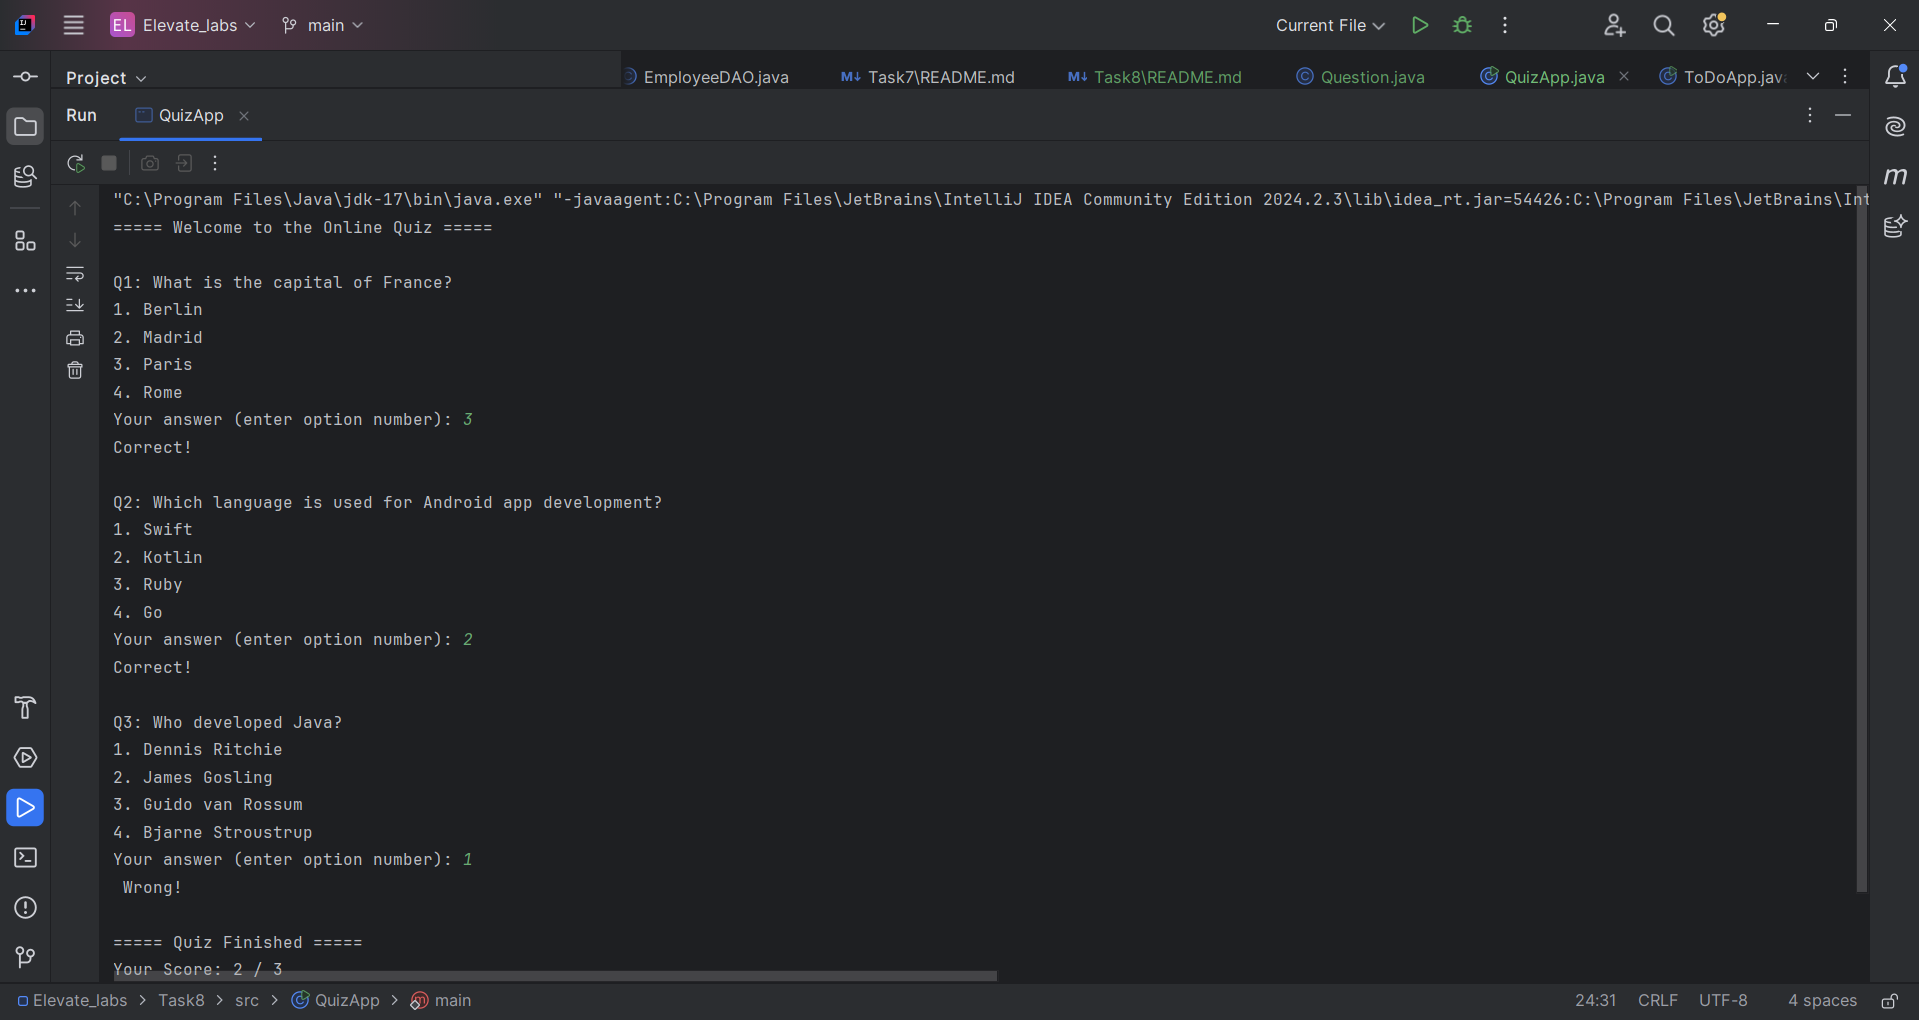 EL Elevate_labs main Current File
Project EmployeeDAO.java M↓ Task7\README.md M↓ Task8\README.md Question.java QuizApp.java ToDoApp.java
Run QuizApp
"C:\Program Files\Java\jdk-17\bin\java.exe" "-javaagent:C:\Program Files\JetBrains\IntelliJ IDEA Community Edition 2024.2.3\lib\idea_rt.jar=54426:C:\Program Files\JetBrains\Int
===== Welcome to the Online Quiz =====
Q1: What is the capital of France?
1. Berlin
2. Madrid
3. Paris
4. Rome
Your answer (enter option number): 3
Correct!
Q2: Which language is used for Android app development?
1. Swift
2. Kotlin
3. Ruby
4. Go
Your answer (enter option number): 2
Correct!
Q3: Who developed Java?
1. Dennis Ritchie
2. James Gosling
3. Guido van Rossum
4. Bjarne Stroustrup
Your answer (enter option number): 1
Wrong!
===== Quiz Finished =====
Your Score: 2 / 3
Elevate_labs > Task8 > src > QuizApp > main 24:31 CRLF UTF-8 4 spaces